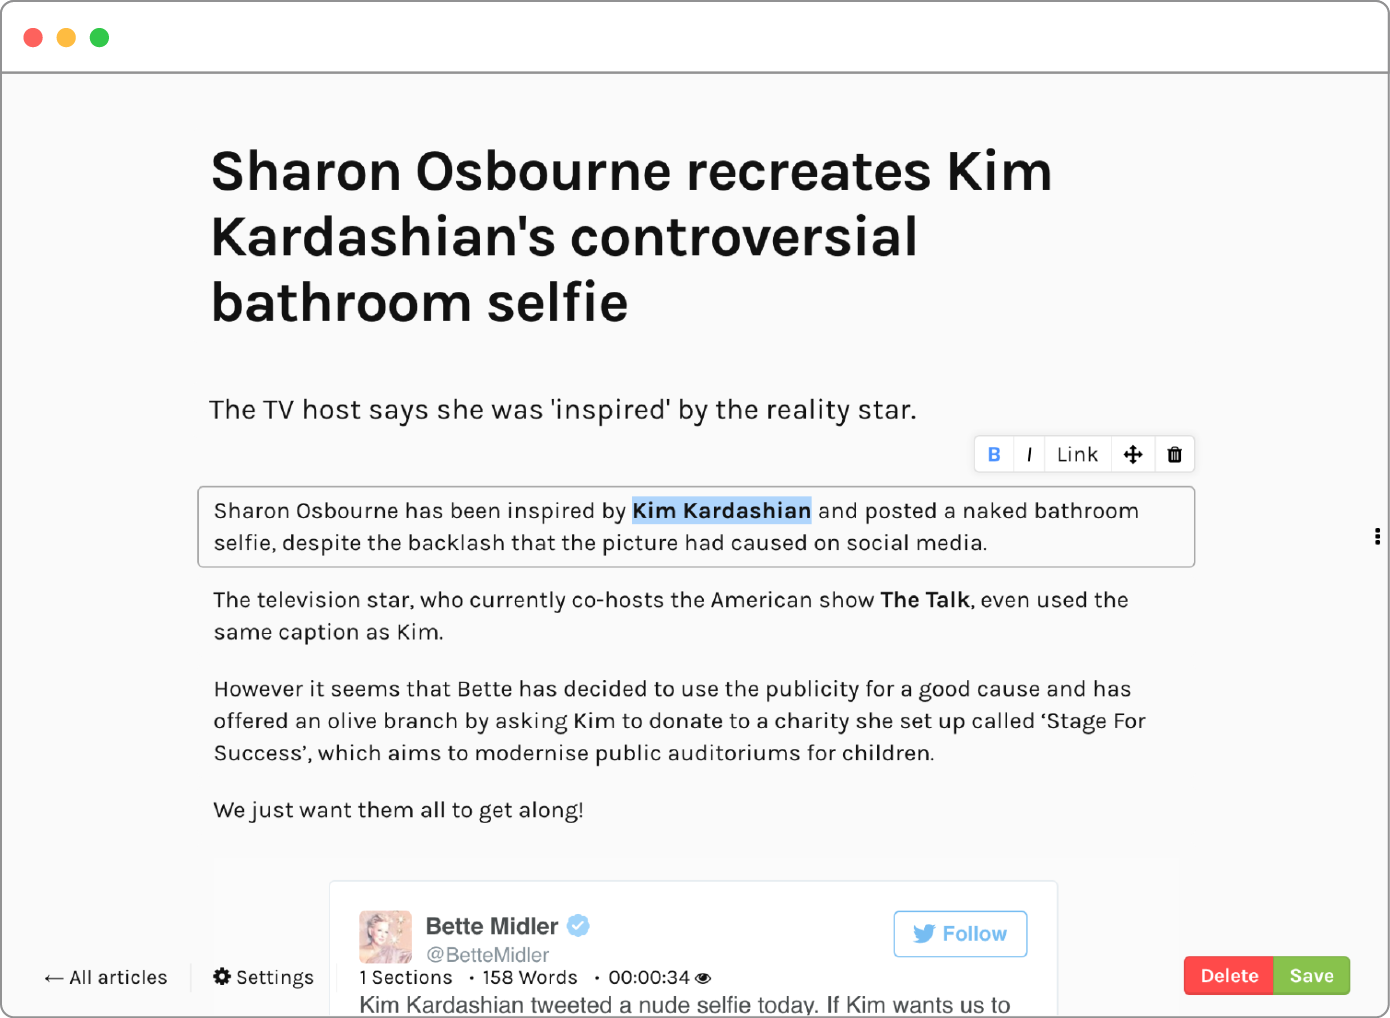 Sharon Osbourne recreates Kim
Kardashian's controversial
bathroom selfie
The TV host says she was 'inspired' by the reality star.
B I Link
Sharon Osbourne has been inspired by Kim Kardashian and posted a naked bathroom
selfie, despite the backlash that the picture had caused on social media.
The television star, who currently co-hosts the American show The Talk, even used the
same caption as Kim.
However it seems that Bette has decided to use the publicity for a good cause and has
offered an olive branch by asking Kim to donate to a charity she set up called ‘Stage For
Success’, which aims to modernise public auditoriums for children.
We just want them all to get along!
Bette Midler
@BetteMidler
Follow
← All articles
Settings
1 Sections · 158 Words · 00:00:34
Delete
Save
Kim Kardashian tweeted a nude selfie today. If Kim wants us to